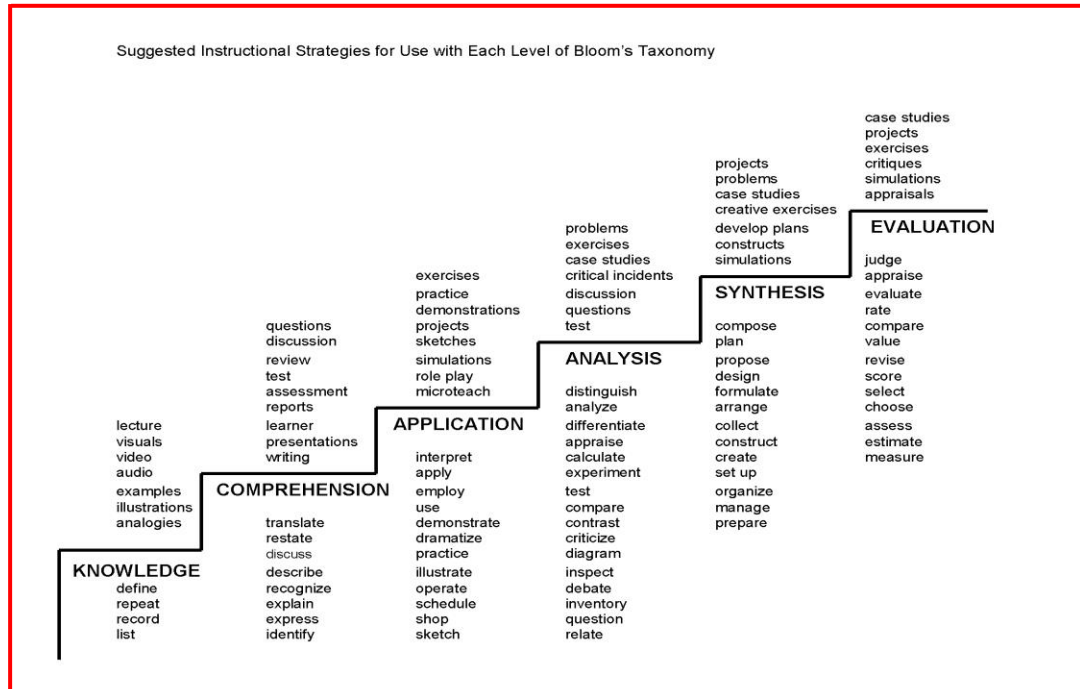 Suggested Instructional Strategies for Use with Each Level of Bloom's Taxonomy
lecture
visuals
video
audio
examples
illustrations
analogies
KNOWLEDGE
define
repeat
record
list
questions
discussion
review
test
assessment
reports
learner
presentations
writing
COMPREHENSION
translate
restate
discuss
describe
recognize
explain
express
identify
exercises
practice
demonstrations
projects
sketches
simulations
role play
microteach
APPLICATION
interpret
apply
employ
use
demonstrate
dramatize
practice
illustrate
operate
schedule
shop
sketch
problems
exercises
case studies
critical incidents
discussion
questions
test
ANALYSIS
distinguish
analyze
differentiate
appraise
calculate
experiment
test
compare
contrast
criticize
diagram
inspect
debate
inventory
question
relate
projects
problems
case studies
creative exercises
develop plans
constructs
simulations
SYNTHESIS
compose
plan
propose
design
formulate
arrange
collect
construct
create
set up
organize
manage
prepare
case studies
projects
exercises
critiques
simulations
appraisals
EVALUATION
judge
appraise
evaluate
rate
compare
value
revise
score
select
choose
assess
estimate
measure